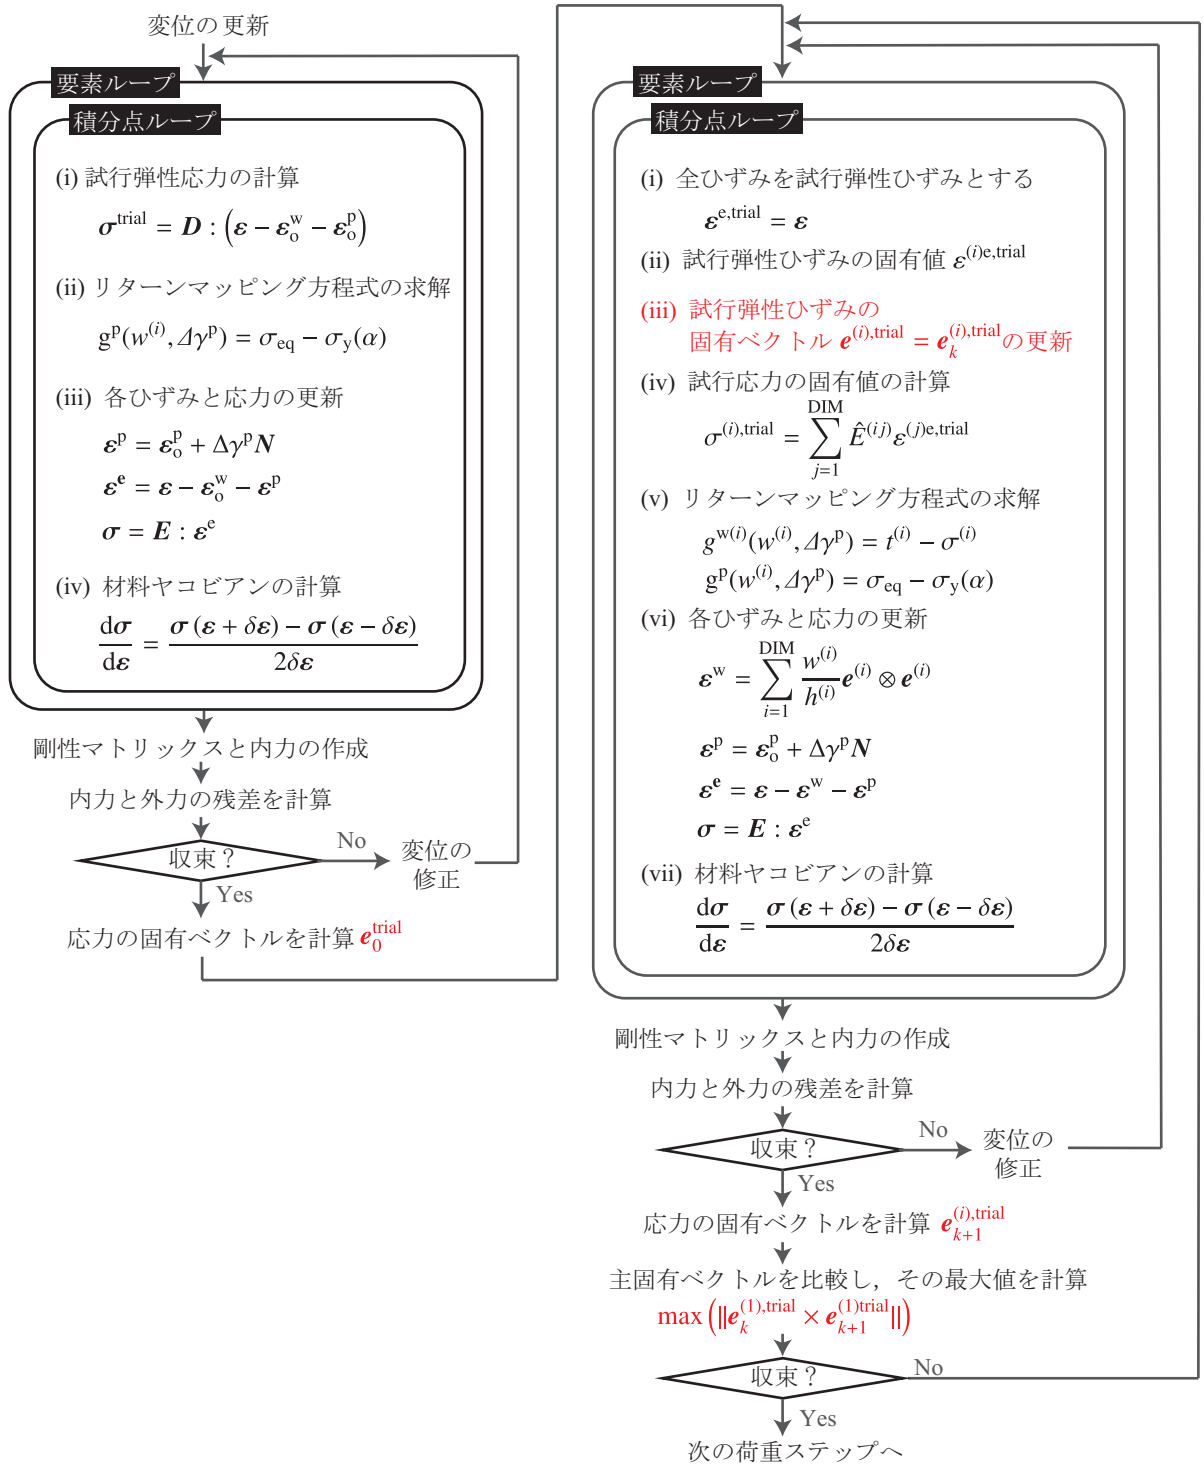 変位の更新
要素ループ
積分点ループ
(i) 試行弾性応力の計算
σ^trial = D : (ε − ε_o^w − ε_o^p)
(ii) リターンマッピング方程式の求解
g^p(w^(i), Δγ^p) = σ_eq − σ_y(α)
(iii) 各ひずみと応力の更新
ε^p = ε_o^p + Δγ^p N
ε^e = ε − ε_o^w − ε^p
σ = E : ε^e
(iv) 材料ヤコビアンの計算
dσ/dε = (σ(ε + δε) − σ(ε − δε))/(2δε)
剛性マトリックスと内力の作成
内力と外力の残差を計算
収束？
No
変位の
修正
Yes
応力の固有ベクトルを計算 e_0^trial
要素ループ
積分点ループ
(i) 全ひずみを試行弾性ひずみとする
ε^e,trial = ε
(ii) 試行弾性ひずみの固有値 ε^(i)e,trial
(iii) 試行弾性ひずみの
固有ベクトル e^(i),trial = e_k^(i),trial の更新
(iv) 試行応力の固有値の計算
σ^(i),trial = ∑_{j=1}^{DIM} Ê^(ij) ε^(j)e,trial
(v) リターンマッピング方程式の求解
g^w(i)(w^(i), Δγ^p) = t^(i) − σ^(i)
g^p(w^(i), Δγ^p) = σ_eq − σ_y(α)
(vi) 各ひずみと応力の更新
ε^w = ∑_{i=1}^{DIM} w^(i)/h^(i) e^(i) ⊗ e^(i)
ε^p = ε_o^p + Δγ^p N
ε^e = ε − ε^w − ε^p
σ = E : ε^e
(vii) 材料ヤコビアンの計算
dσ/dε = (σ(ε + δε) − σ(ε − δε))/(2δε)
剛性マトリックスと内力の作成
内力と外力の残差を計算
収束？
No
変位の
修正
Yes
応力の固有ベクトルを計算 e_{k+1}^(i),trial
主固有ベクトルを比較し，その最大値を計算
max(||e_k^(1),trial × e_{k+1}^(1)trial||)
収束？
No
Yes
次の荷重ステップへ